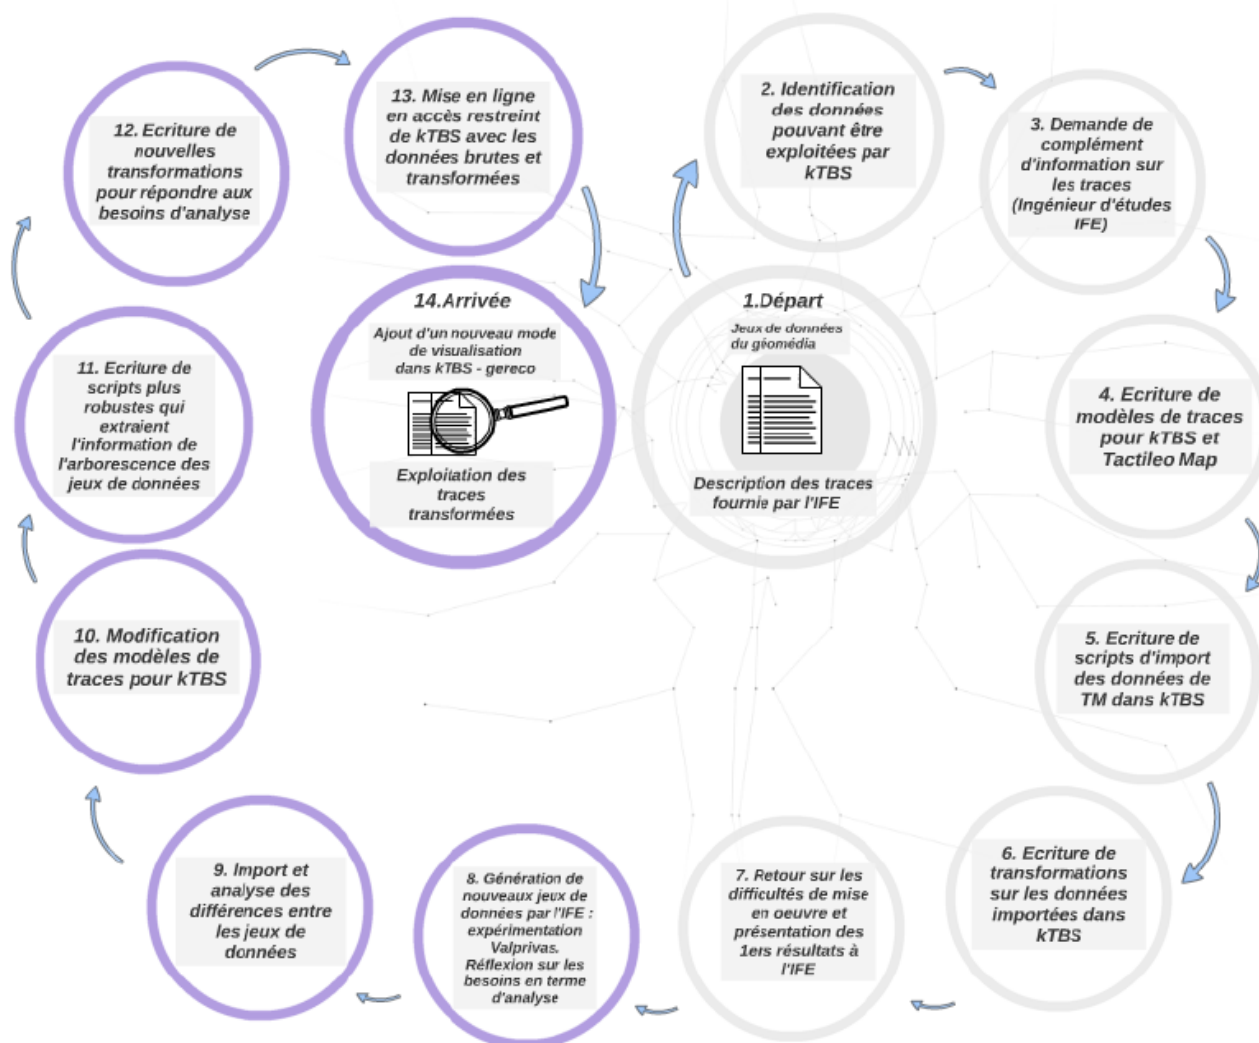 1.Départ
Jeux de données
du géomédia
Description des traces
fournie par l'IFE
2. Identification
des données
pouvant être
exploitées par
kTBS
3. Demande de
complément
d'information sur
les traces
(Ingénieur d'études
IFE)
4. Ecriture de
modèles de traces
pour kTBS et
Tactileo Map
5. Ecriture de
scripts d'import
des données de
TM dans kTBS
6. Ecriture de
transformations
sur les données
importées dans
kTBS
7. Retour sur les
difficultés de mise
en oeuvre et
présentation des
1ers résultats à
l'IFE
8. Génération de
nouveaux jeux de
données par l'IFE :
expérimentation
Valprivas.
Réflexion sur les
besoins en terme
d'analyse
9. Import et
analyse des
différences entre
les jeux de
données
10. Modification
des modèles de
traces pour kTBS
11. Ecriture de
scripts plus
robustes qui
extraient
l'information de
l'arborescence des
jeux de données
12. Ecriture de
nouvelles
transformations
pour répondre aux
besoins d'analyse
13. Mise en ligne
en accès restreint
de kTBS avec les
données brutes et
transformées
14.Arrivée
Ajout d'un nouveau mode
de visualisation
dans kTBS - gereco
Exploitation des
traces
transformées